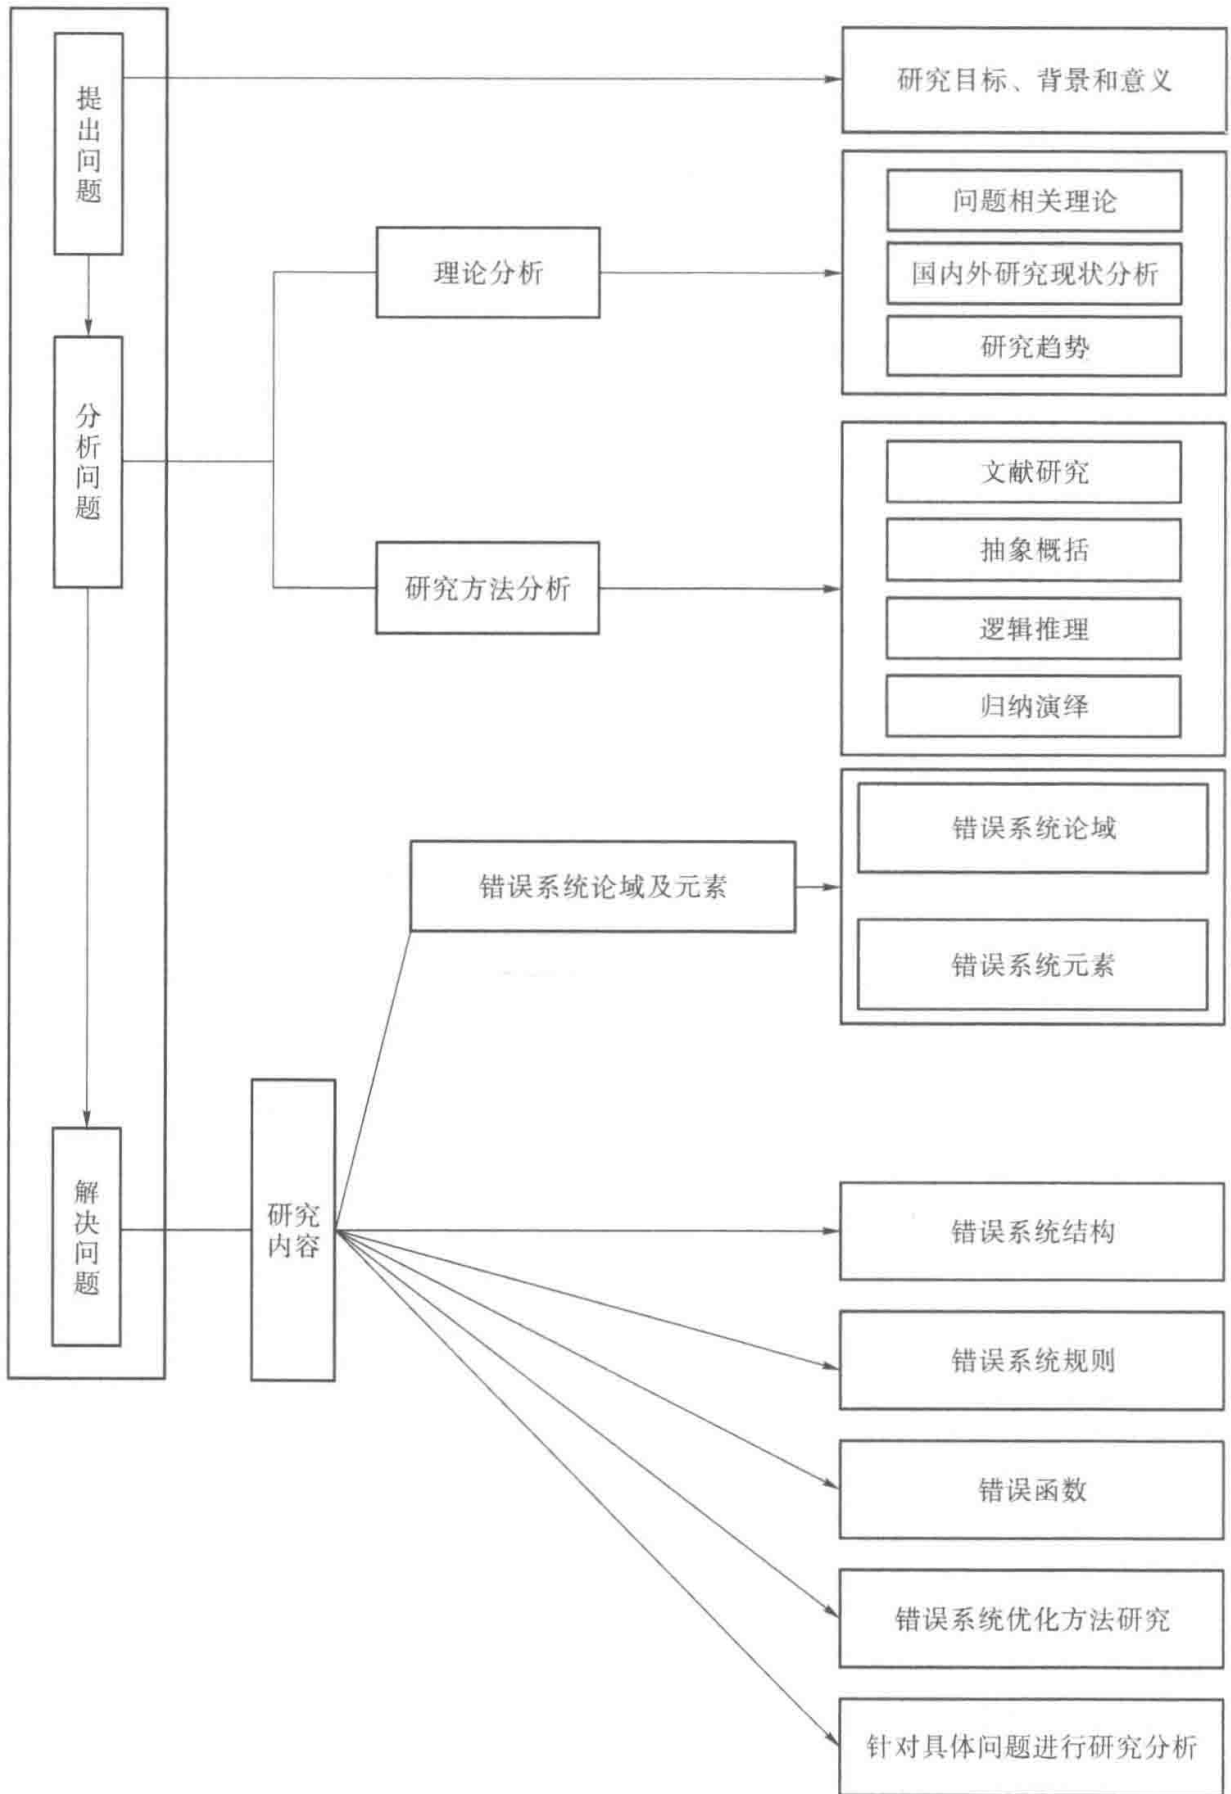 提出问题
研究目标、背景和意义
问题相关理论
理论分析
国内外研究现状分析
研究趋势
分析问题
文献研究
抽象概括
研究方法分析
逻辑推理
归纳演绎
错误系统论域
错误系统论域及元素
错误系统元素
解决问题
研究
内容
错误系统结构
错误系统规则
错误函数
错误系统优化方法研究
针对具体问题进行研究分析